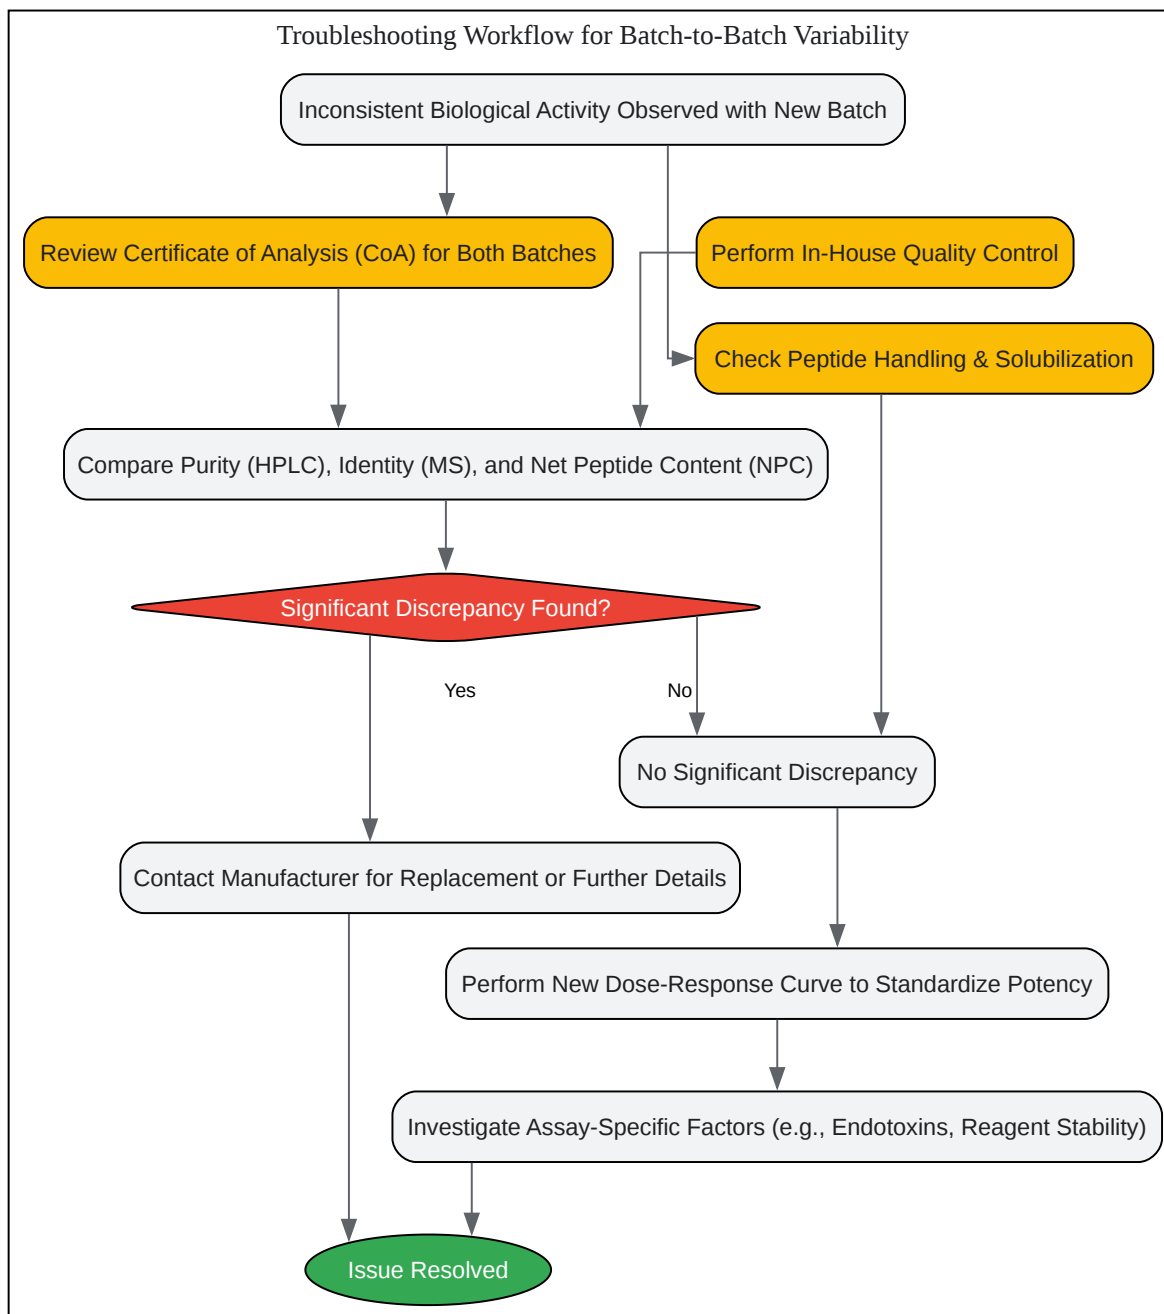 Troubleshooting Workflow for Batch-to-Batch Variability
Inconsistent Biological Activity Observed with New Batch
Review Certificate of Analysis (CoA) for Both Batches
Perform In-House Quality Control
Check Peptide Handling & Solubilization
Compare Purity (HPLC), Identity (MS), and Net Peptide Content (NPC)
Significant Discrepancy Found?
Yes
No
No Significant Discrepancy
Contact Manufacturer for Replacement or Further Details
Perform New Dose-Response Curve to Standardize Potency
Investigate Assay-Specific Factors (e.g., Endotoxins, Reagent Stability)
Issue Resolved